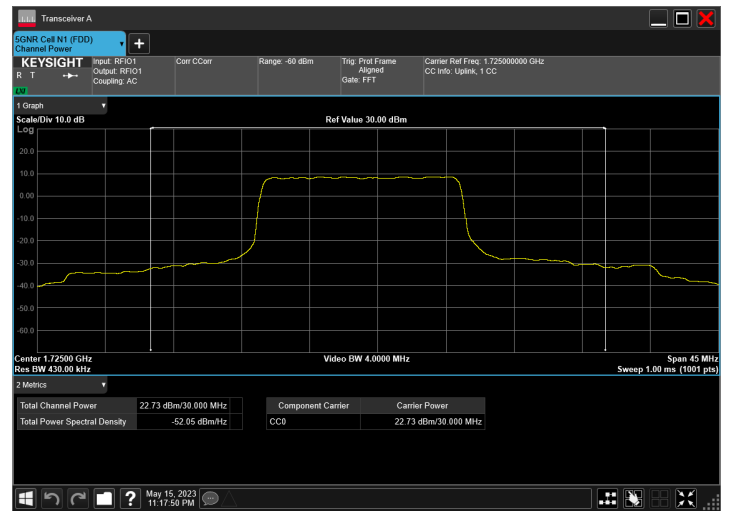 Transceiver A
5GNR Cell N1 (FDD)
Channel Power
KEYSIGHT
R T
LXI
Input: RFIO1
Output: RFIO1
Coupling: AC
Corr CCorr
Range: -60 dBm
Trig: Prot Frame
Aligned
Gate: FFT
Carrier Ref Freq: 1.725000000 GHz
CC Info: Uplink, 1 CC
1 Graph
Scale/Div 10.0 dB
Ref Value 30.00 dBm
Log
20.0
10.0
0.00
-10.0
-20.0
-30.0
-40.0
-50.0
-60.0
Center 1.72500 GHz
Video BW 4.0000 MHz
Span 45 MHz
Res BW 430.00 kHz
Sweep 1.00 ms (1001 pts)
2 Metrics
Total Channel Power 22.73 dBm/30.000 MHz
Total Power Spectral Density -52.05 dBm/Hz
Component Carrier Carrier Power
CC0 22.73 dBm/30.000 MHz
May 15, 2023
11:17:50 PM